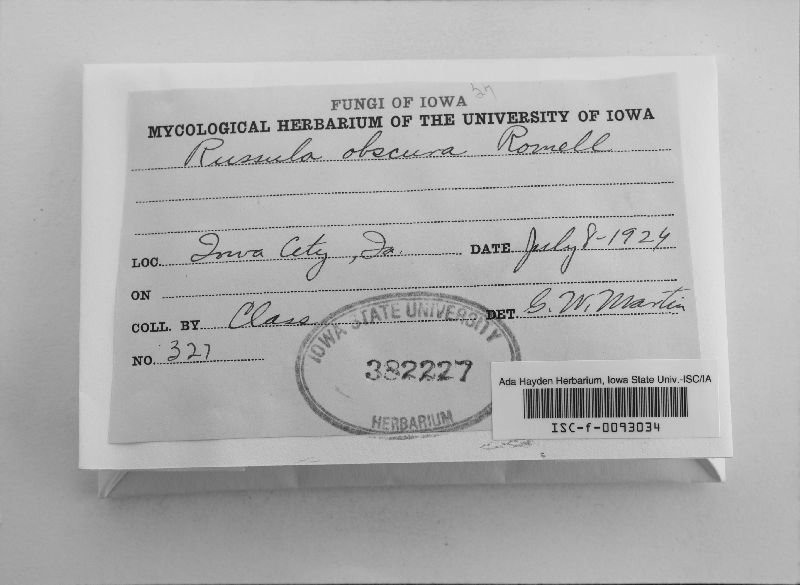 FUNGI OF IOWA 27
MYCOLOGICAL HERBARIUM OF THE UNIVERSITY OF IOWA
Russula obscura Romell
LOC. Iowa City, Ia. DATE July 8-1924
ON
COLL. BY Class DET. G. W. Martin
NO. 327
IOWA STATE UNIVERSITY
382227
HERBARIUM
Ada Hayden Herbarium, Iowa State Univ.-ISC/IA
ISC-f-0093034